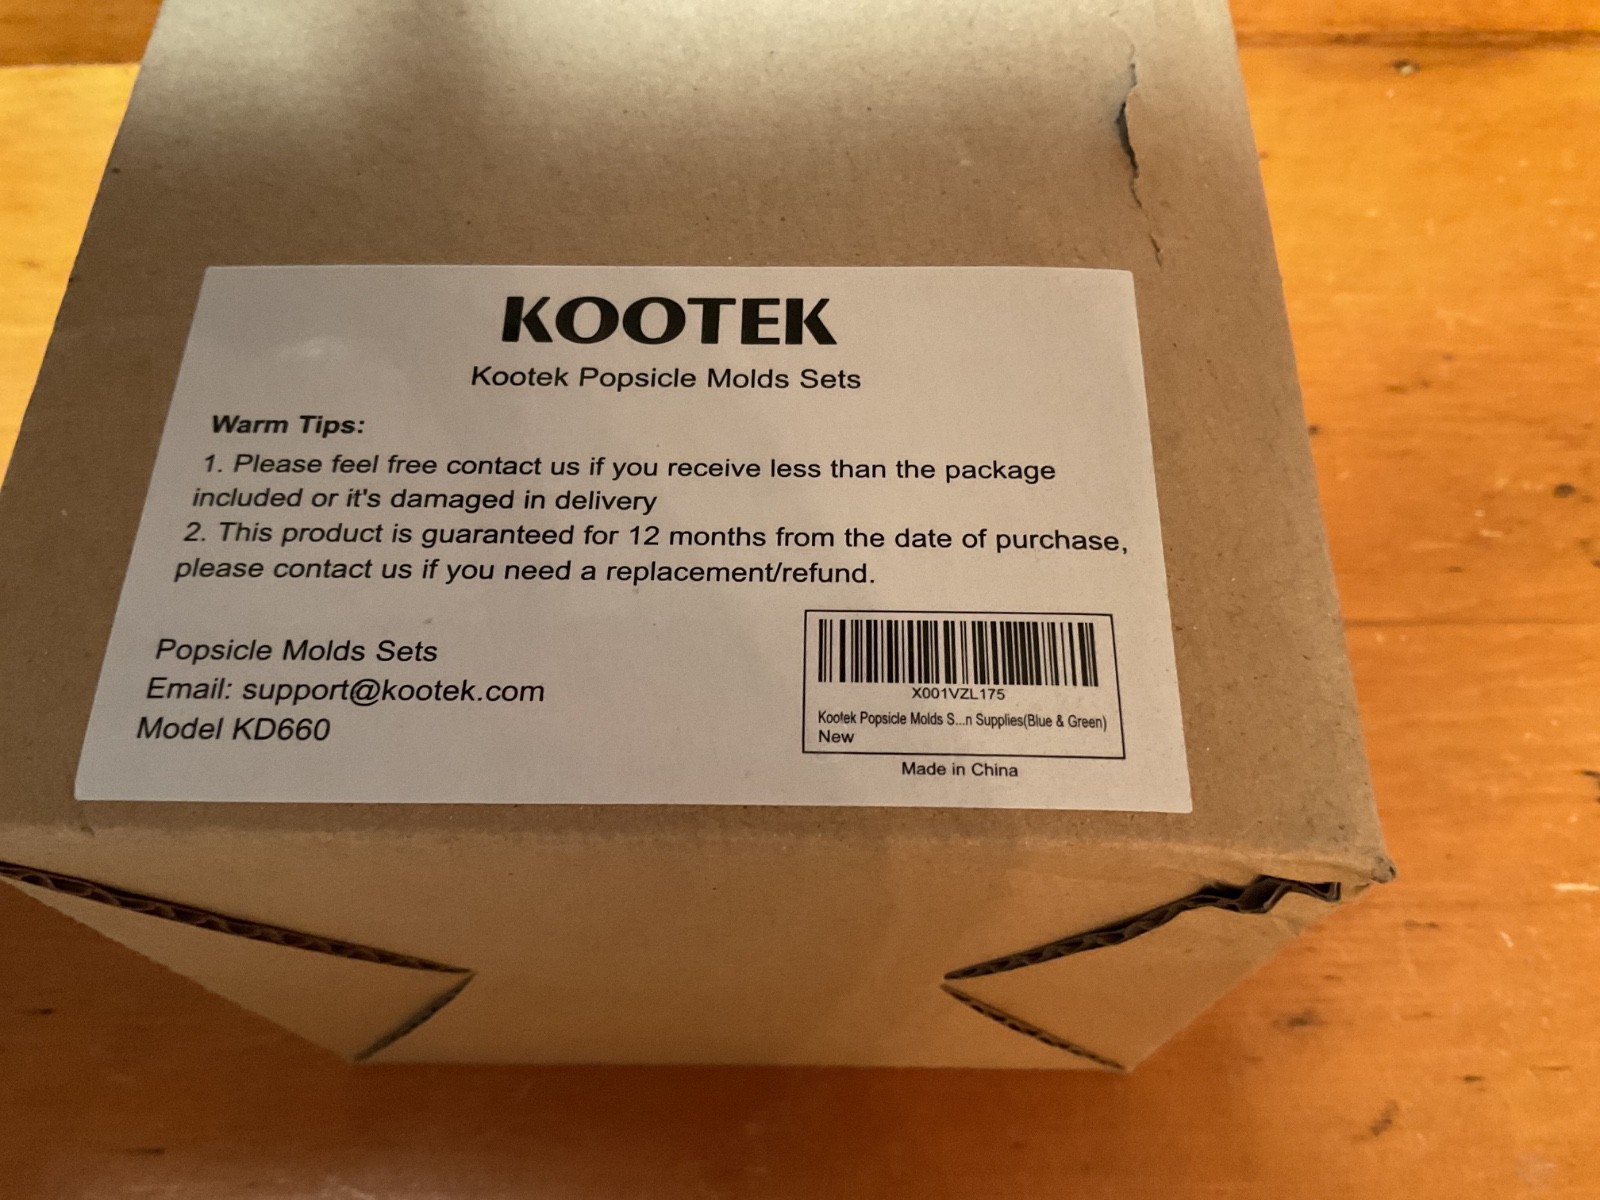 KOOTEK
Kootek Popsicle Molds Sets
Warm Tips:
1. Please feel free contact us if you receive less than the package
included or it's damaged in delivery
2. This product is guaranteed for 12 months from the date of purchase,
please contact us if you need a replacement/refund.
Popsicle Molds Sets
Email: support@kootek.com
Model KD660
X001VZL175
Kootek Popsicle Molds S...n Supplies(Blue & Green)
New
Made in China